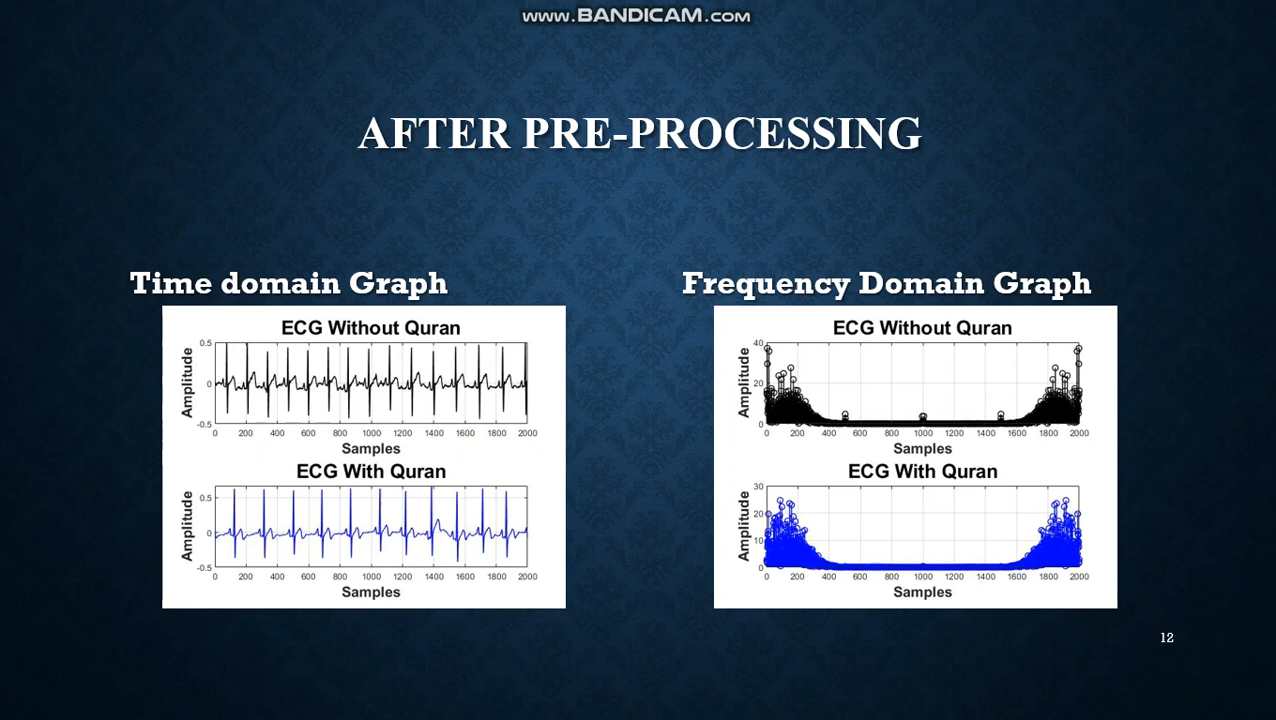 www.BANDICAM.com
AFTER PRE-PROCESSING
Time domain Graph
ECG Without Quran
Amplitude
0.5
0
-0.5
0 200 400 600 800 1000 1200 1400 1600 1800 2000
Samples
ECG With Quran
Amplitude
0.5
0
-0.5
0 200 400 600 800 1000 1200 1400 1600 1800 2000
Samples
Frequency Domain Graph
ECG Without Quran
Amplitude
40
20
0
0 200 400 600 800 1000 1200 1400 1600 1800 2000
Samples
ECG With Quran
Amplitude
30
20
10
0
0 200 400 600 800 1000 1200 1400 1600 1800 2000
Samples
12